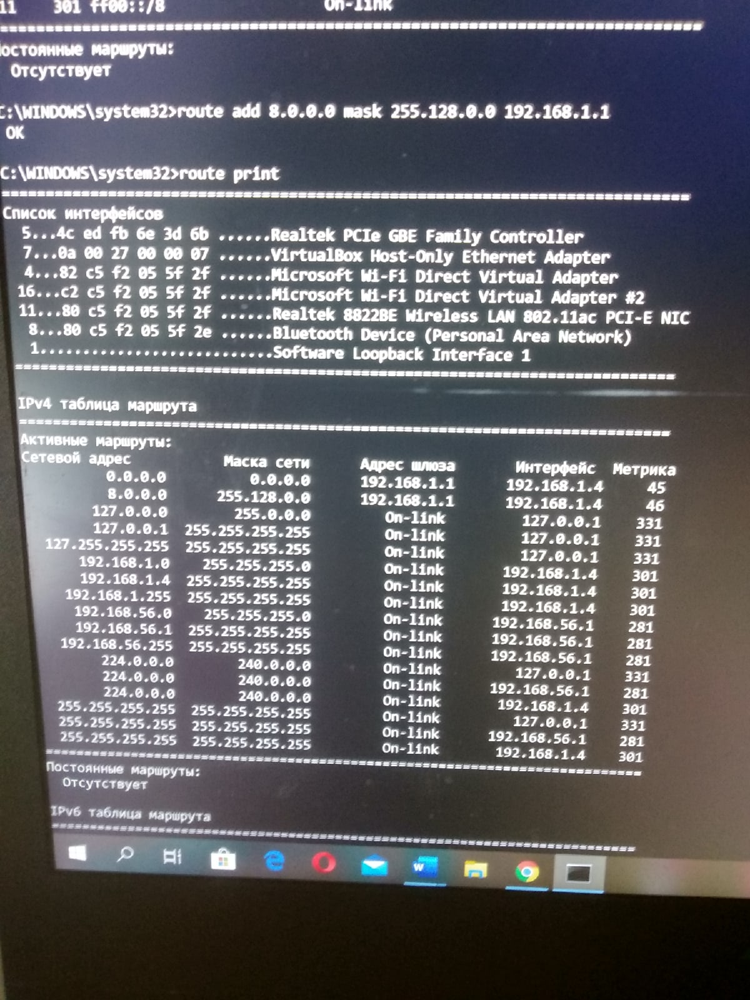 11 301 ff00::/8 On-link
===========================================================================
Постоянные маршруты:
Отсутствует
C:\WINDOWS\system32>route add 8.0.0.0 mask 255.128.0.0 192.168.1.1
ОК
C:\WINDOWS\system32>route print
===========================================================================
Список интерфейсов
5...4c ed fb 6e 3d 6b ......Realtek PCIe GBE Family Controller
7...0a 00 27 00 00 07 ......VirtualBox Host-Only Ethernet Adapter
4...82 c5 f2 05 5f 2f ......Microsoft Wi-Fi Direct Virtual Adapter
16...c2 c5 f2 05 5f 2f ......Microsoft Wi-Fi Direct Virtual Adapter #2
11...80 c5 f2 05 5f 2f ......Realtek 8822BE Wireless LAN 802.11ac PCI-E NIC
8...80 c5 f2 05 5f 2e ......Bluetooth Device (Personal Area Network)
1...........................Software Loopback Interface 1
===========================================================================
IPv4 таблица маршрута
===========================================================================
Активные маршруты:
Сетевой адрес Маска сети Адрес шлюза Интерфейс Метрика
0.0.0.0 0.0.0.0 192.168.1.1 192.168.1.4 45
8.0.0.0 255.128.0.0 192.168.1.1 192.168.1.4 46
127.0.0.0 255.0.0.0 On-link 127.0.0.1 331
127.0.0.1 255.255.255.255 On-link 127.0.0.1 331
127.255.255.255 255.255.255.255 On-link 127.0.0.1 331
192.168.1.0 255.255.255.0 On-link 192.168.1.4 301
192.168.1.4 255.255.255.255 On-link 192.168.1.4 301
192.168.1.255 255.255.255.255 On-link 192.168.1.4 301
192.168.56.0 255.255.255.0 On-link 192.168.56.1 281
192.168.56.1 255.255.255.255 On-link 192.168.56.1 281
192.168.56.255 255.255.255.255 On-link 192.168.56.1 281
224.0.0.0 240.0.0.0 On-link 127.0.0.1 331
224.0.0.0 240.0.0.0 On-link 192.168.56.1 281
224.0.0.0 240.0.0.0 On-link 192.168.1.4 301
255.255.255.255 255.255.255.255 On-link 127.0.0.1 331
255.255.255.255 255.255.255.255 On-link 192.168.56.1 281
255.255.255.255 255.255.255.255 On-link 192.168.1.4 301
===========================================================================
Постоянные маршруты:
Отсутствует
IPv6 таблица маршрута
===========================================================================
W